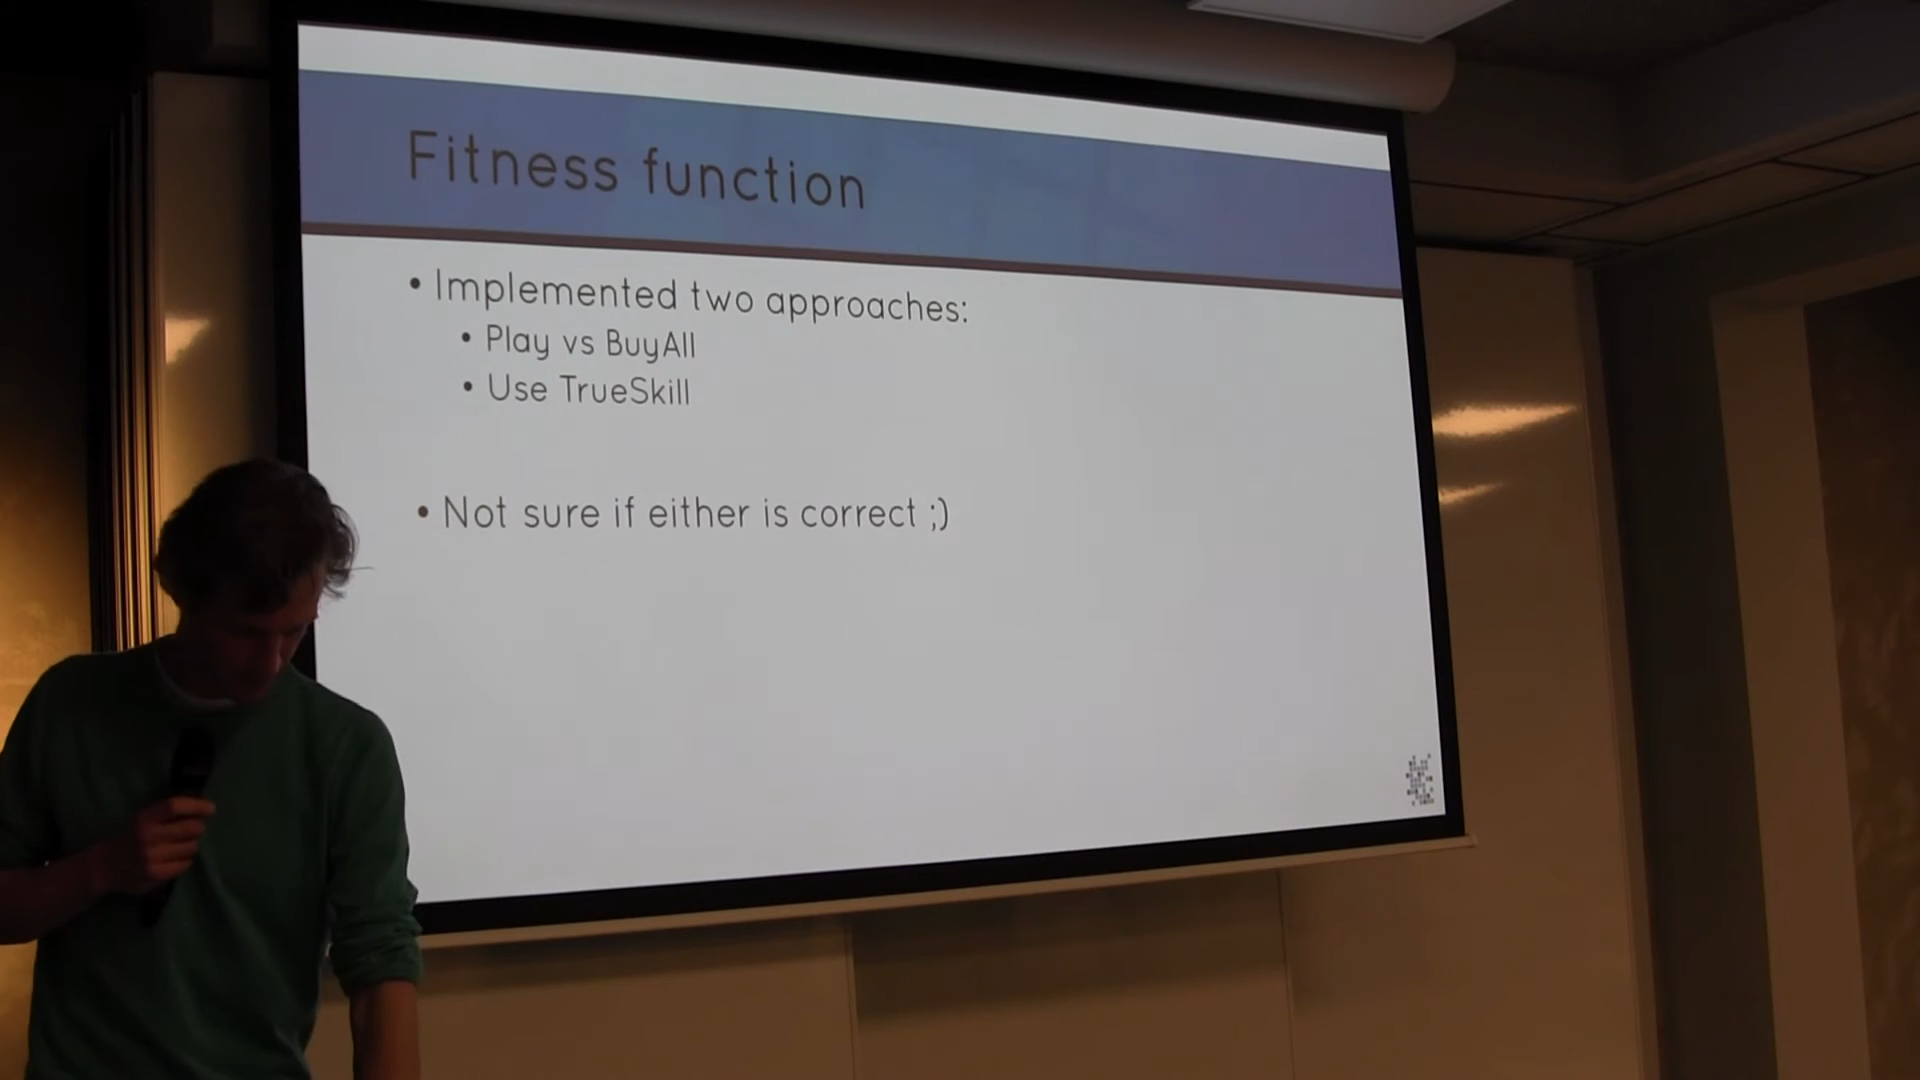 Fitness function
• Implemented two approaches:
• Play vs BuyAll
• Use TrueSkill
• Not sure if either is correct ;)